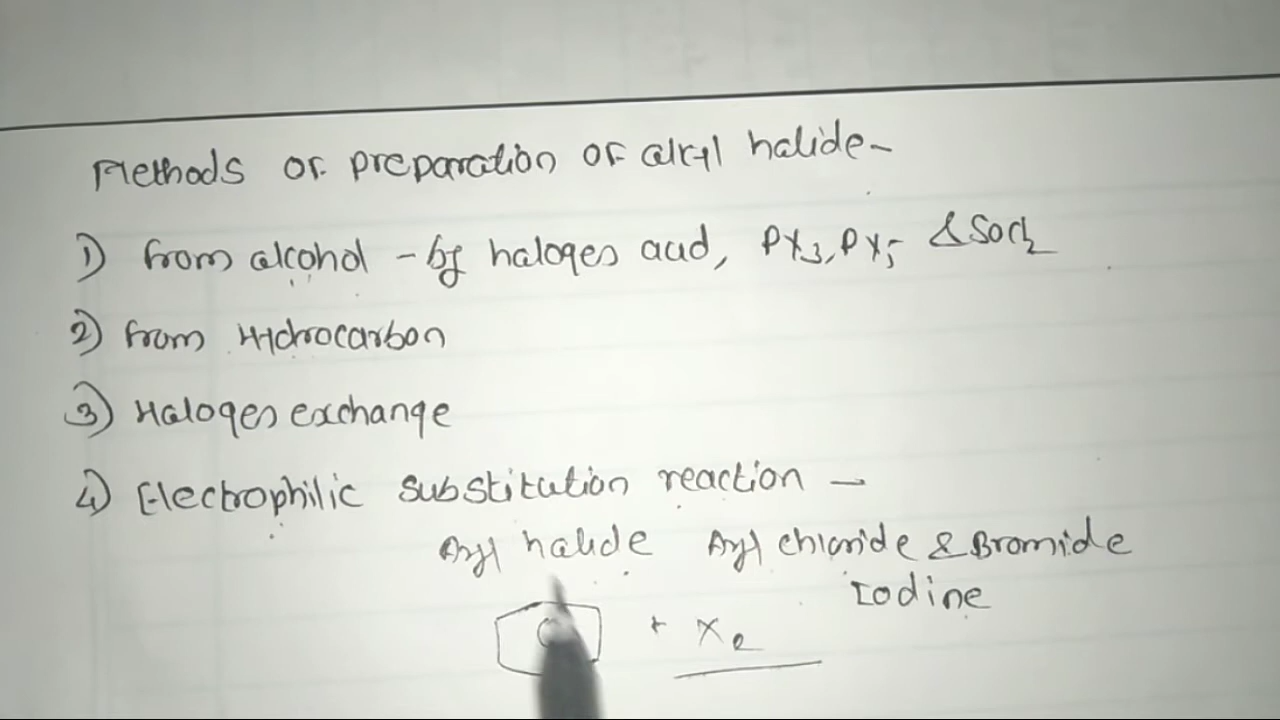 Methods of preparation of alkyl halide -
1) from alcohol - by halogen acid, PX3, PX5 & SOCl2
2) from Hydrocarbon
3) Halogen exchange
4) Electrophilic substitution reaction -
Aryl halide Aryl chloride & Bromide
Iodine
+ X2